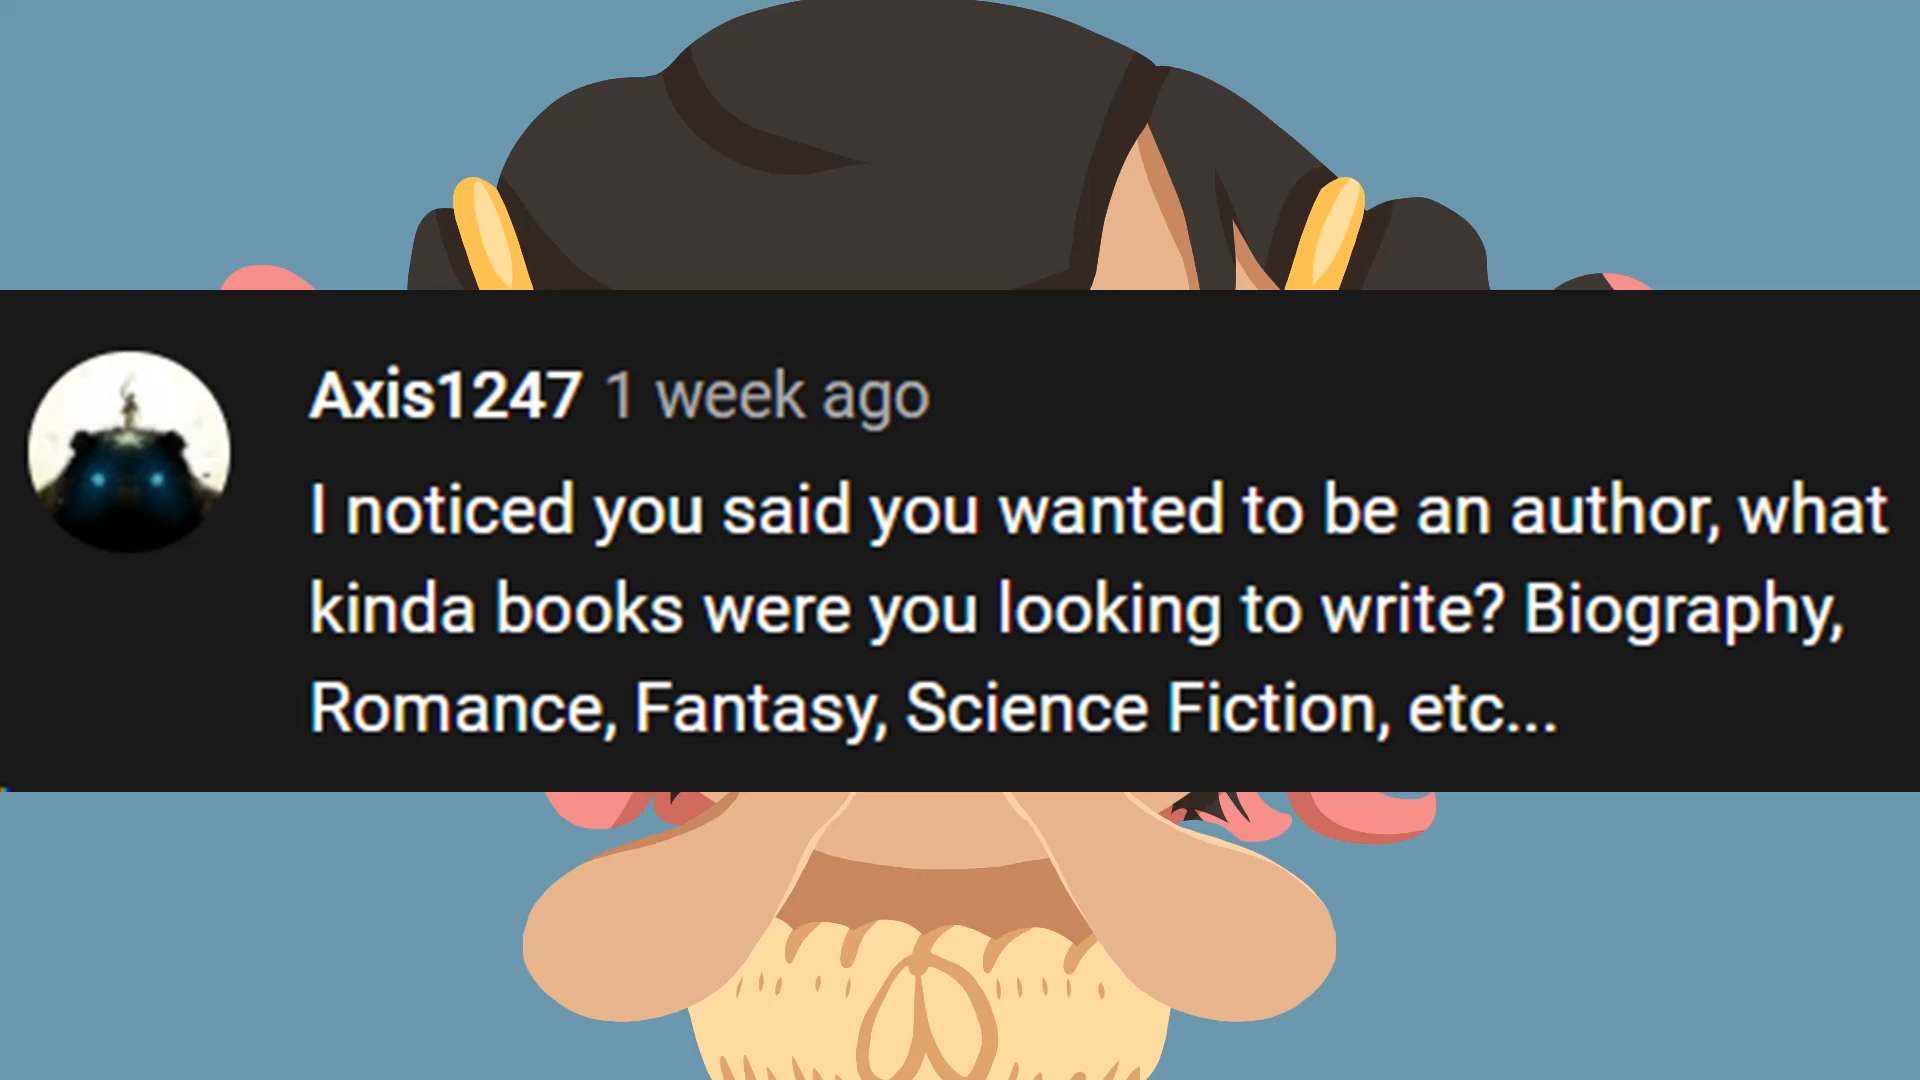 Axis1247 1 week ago
I noticed you said you wanted to be an author, what
kinda books were you looking to write? Biography,
Romance, Fantasy, Science Fiction, etc...